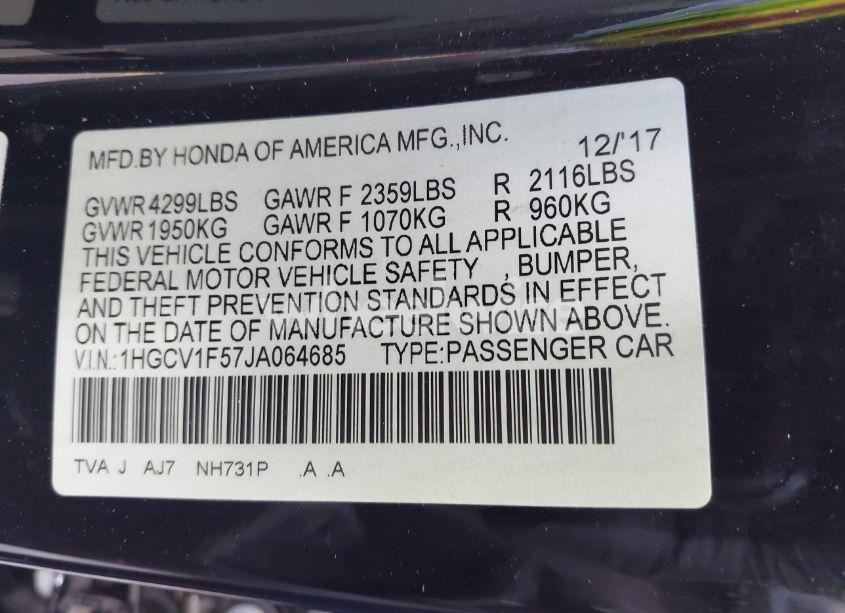 MFD.BY HONDA OF AMERICA MFG.,INC. 12/'17
GVWR 4299LBS GAWR F 2359LBS R 2116LBS
GVWR 1950KG GAWR F 1070KG R 960KG
THIS VEHICLE CONFORMS TO ALL APPLICABLE
FEDERAL MOTOR VEHICLE SAFETY , BUMPER,
AND THEFT PREVENTION STANDARDS IN EFFECT
ON THE DATE OF MANUFACTURE SHOWN ABOVE.
V.I.N.:1HGCV1F57JA064685 TYPE:PASSENGER CAR
TVA J AJ7 NH731P .A .A